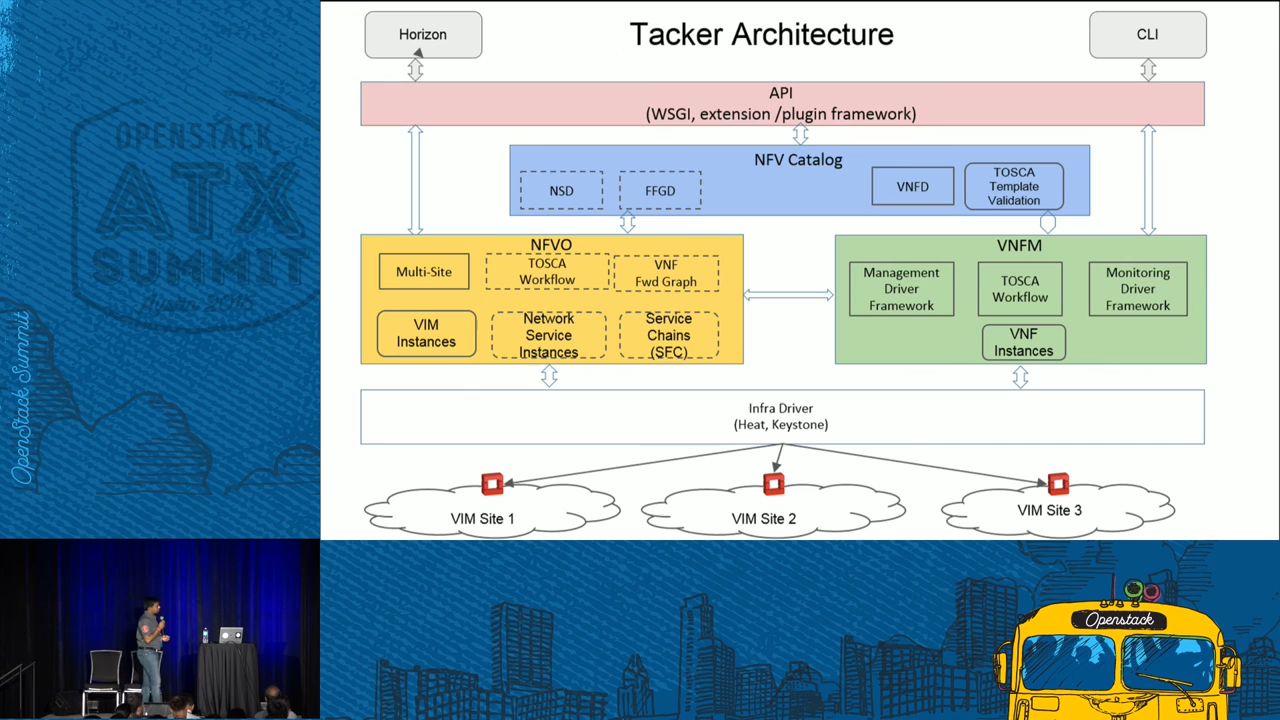 Horizon
Tacker Architecture
CLI
API
(WSGI, extension /plugin framework)
NFV Catalog
NSD
FFGD
VNFD
TOSCA
Template
Validation
NFVO
Multi-Site
TOSCA
Workflow
VNF
Fwd Graph
VIM
Instances
Network
Service
Instances
Service
Chains
(SFC)
VNFM
Management
Driver
Framework
TOSCA
Workflow
Monitoring
Driver
Framework
VNF
Instances
Infra Driver
(Heat, Keystone)
VIM Site 1
VIM Site 2
VIM Site 3
OPENSTACK
ATX
SUMMIT
Austin
OpenStack Summit
Openstack